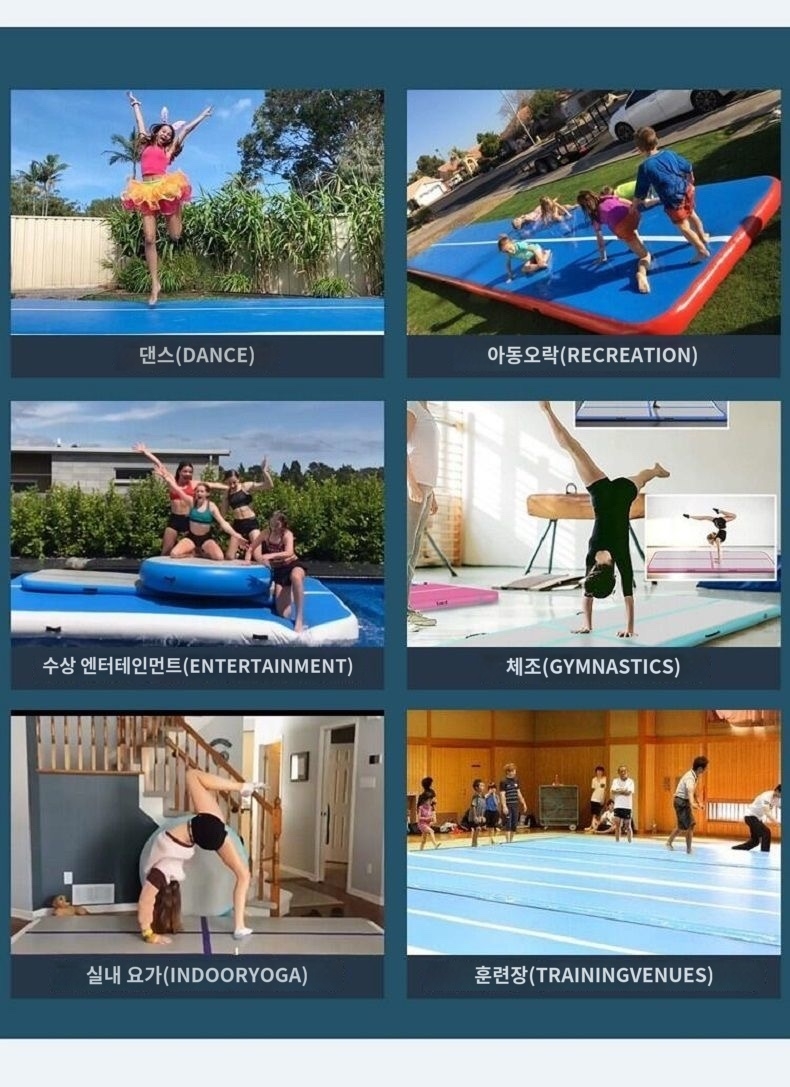 댄스(DANCE)
아동오락(RECREATION)
수상 엔터테인먼트(ENTERTAINMENT)
체조(GYMNASTICS)
실내 요가(INDOORYOGA)
훈련장(TRAININGVENUES)